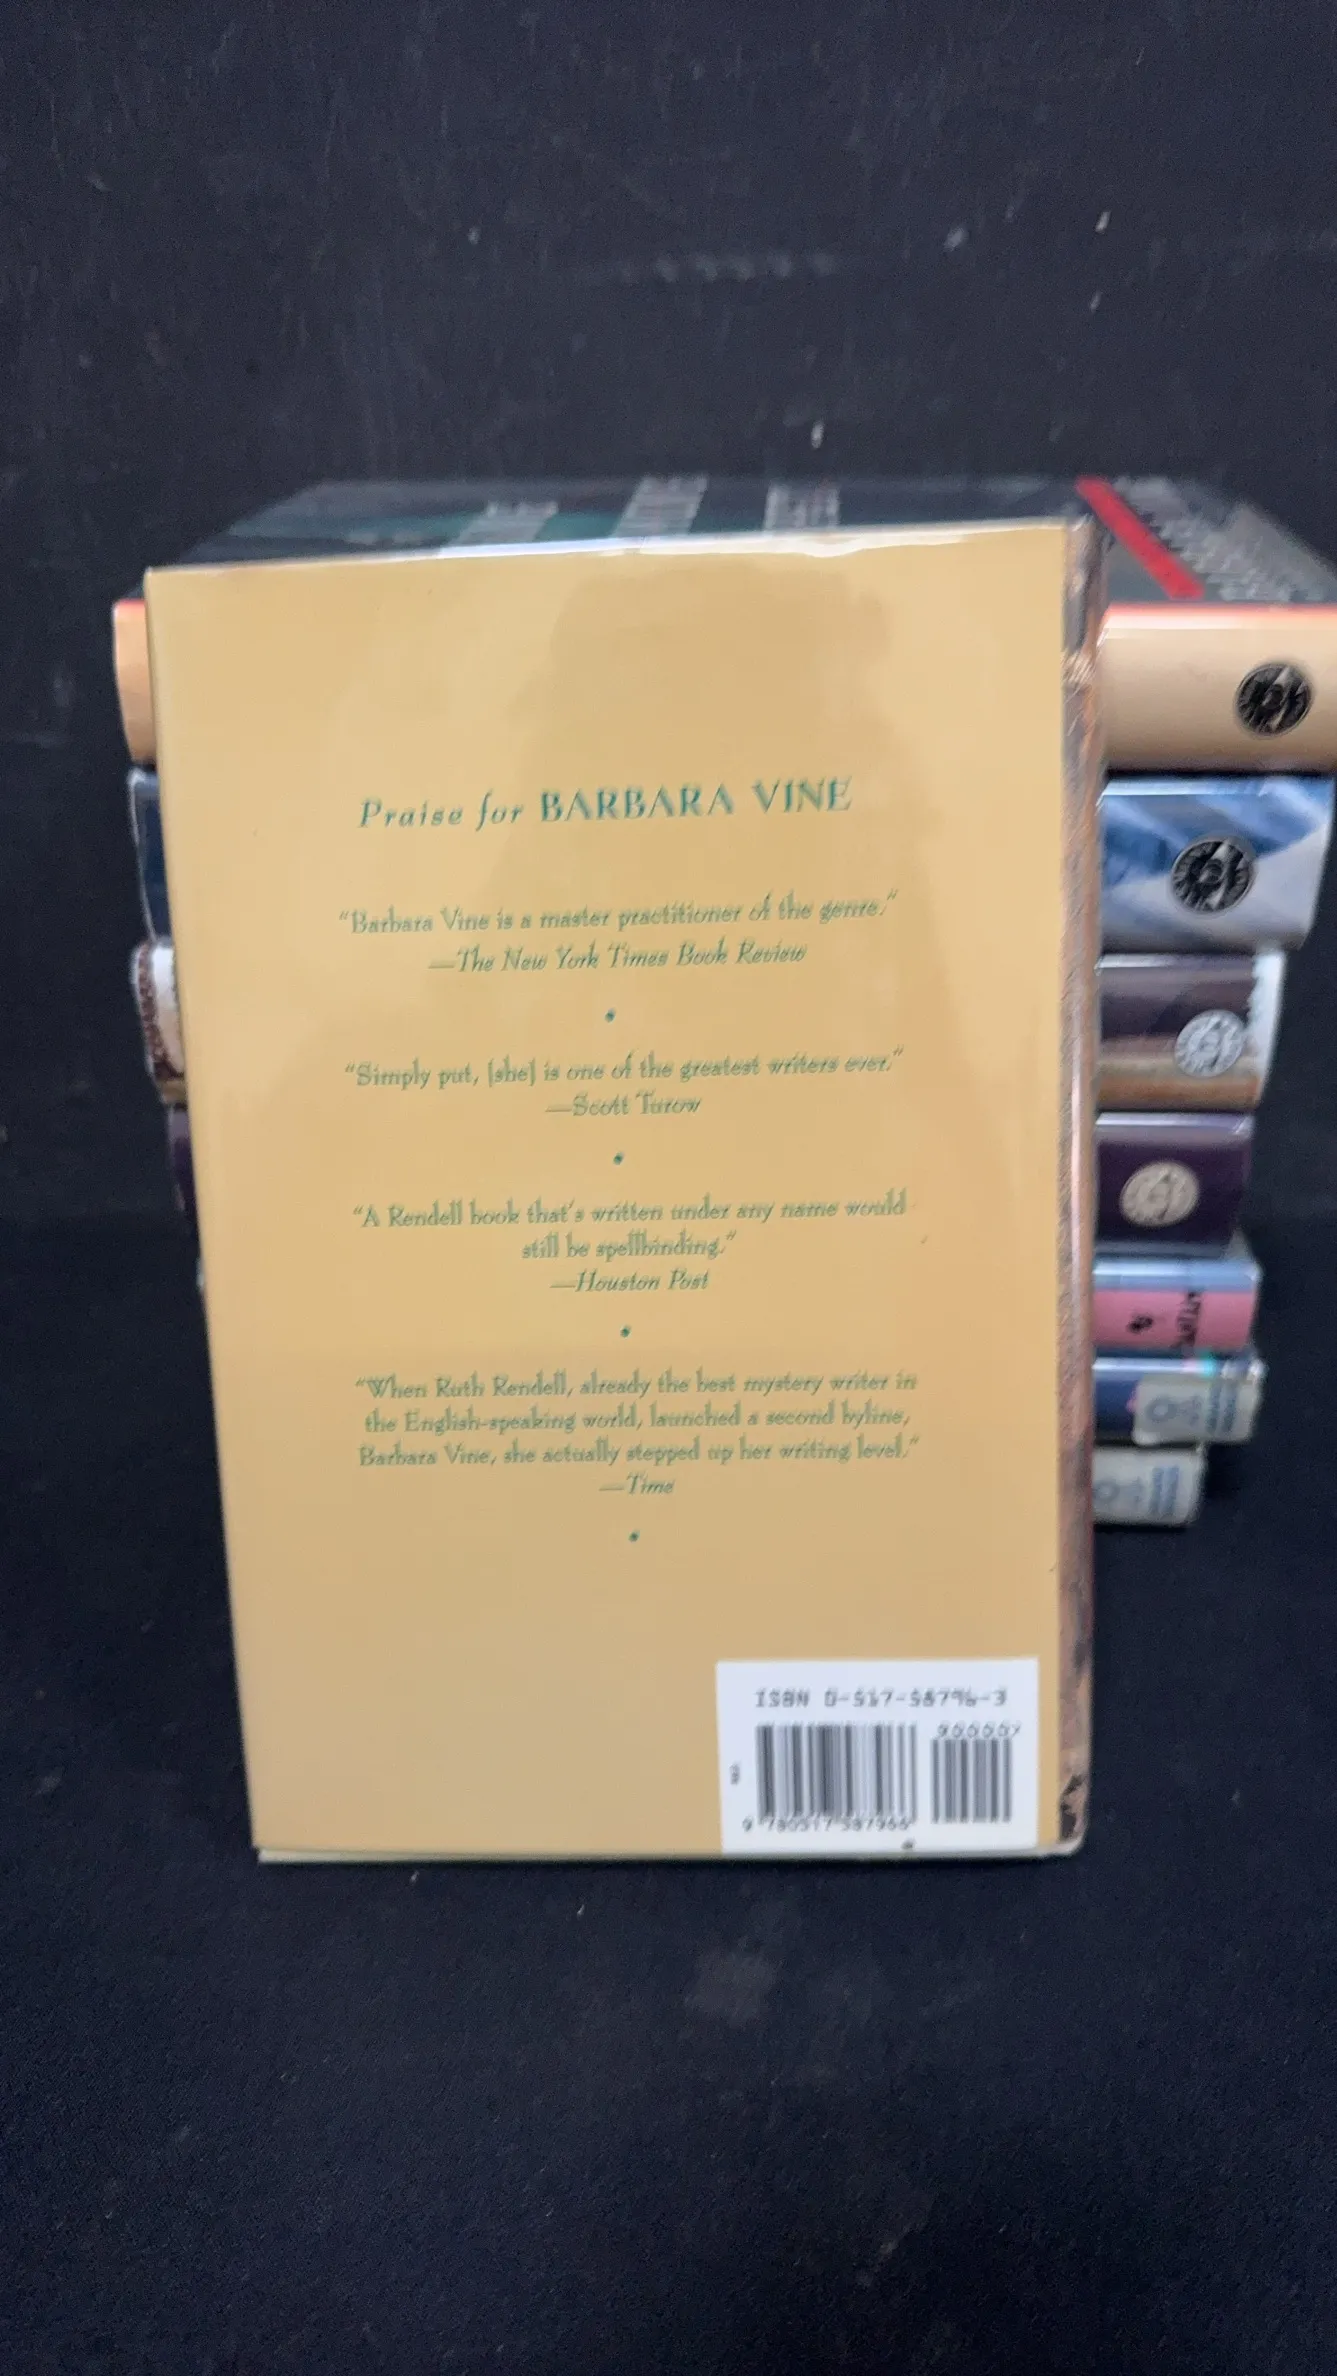 Praise for BARBARA VINE
“Barbara Vine is a master practitioner of the genre.”
—The New York Times Book Review
“Simply put, [she] is one of the greatest writers ever.”
—Scott Turow
“A Rendell book that’s written under any name would
still be spellbinding.”
—Houston Post
“When Ruth Rendell, already the best mystery writer in
the English-speaking world, launched a second byline,
Barbara Vine, she actually stepped up her writing level.”
—Time
ISBN 0-517-58796-3
9 780517 587966